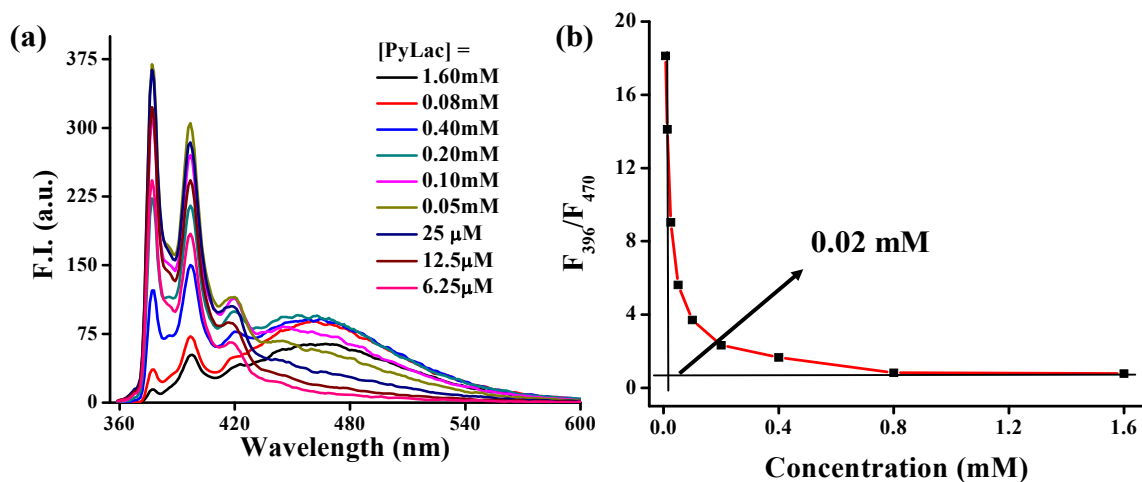 (a)
[PyLac] =
1.60mM
0.08mM
0.40mM
0.20mM
0.10mM
0.05mM
25 μM
12.5μM
6.25μM
375
300
225
150
75
0
F.I. (a.u.)
360 420 480 540 600
Wavelength (nm)
(b)
20
16
12
8
4
0
F396/F470
0.02 mM
0.0 0.4 0.8 1.2 1.6
Concentration (mM)